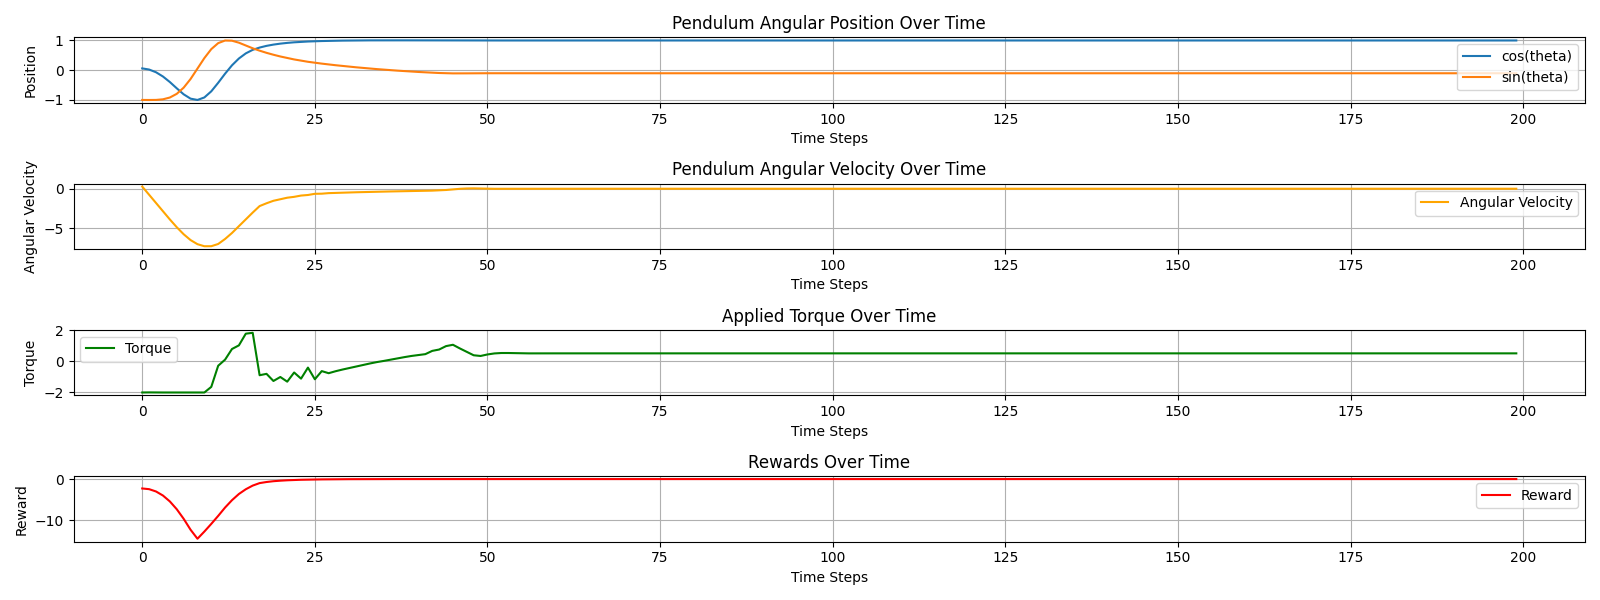 Pendulum Angular Position Over Time
Position
1
0
−1
cos(theta)
sin(theta)
0 25 50 75 100 125 150 175 200
Time Steps
Pendulum Angular Velocity Over Time
Angular Velocity
0
−5
Angular Velocity
0 25 50 75 100 125 150 175 200
Time Steps
Applied Torque Over Time
Torque
2
0
−2
Torque
0 25 50 75 100 125 150 175 200
Time Steps
Rewards Over Time
Reward
0
−10
Reward
0 25 50 75 100 125 150 175 200
Time Steps